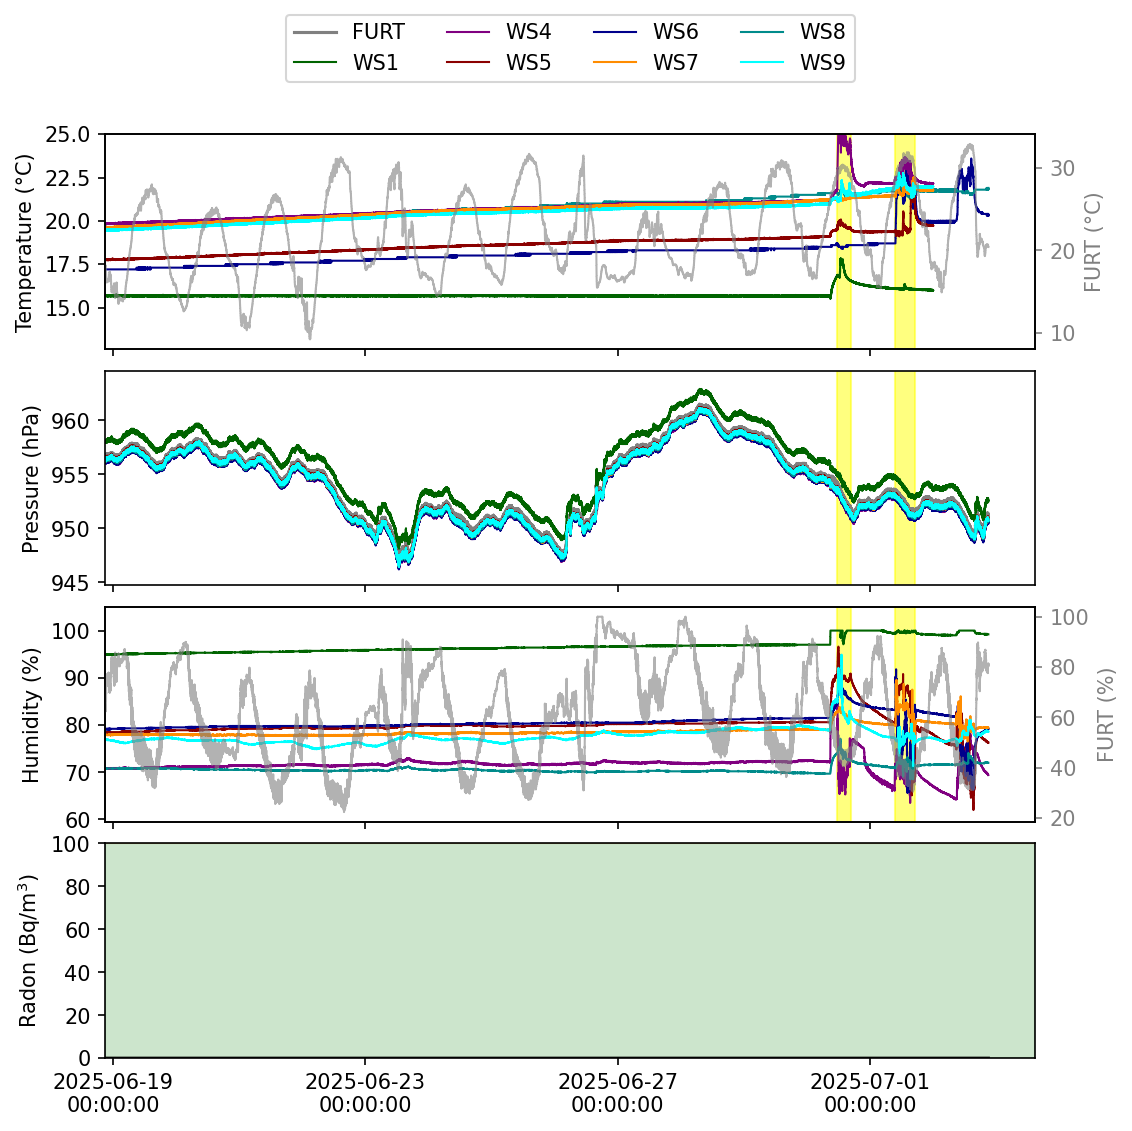 FURT WS4 WS6 WS8
WS1 WS5 WS7 WS9
Temperature (°C)
25.0
22.5
20.0
17.5
15.0
30
20
10
FURT (°C)
Pressure (hPa)
960
955
950
945
Humidity (%)
100
90
80
70
60
100
80
60
40
20
FURT (%)
Radon (Bq/m³)
100
80
60
40
20
0
2025-06-19 2025-06-23 2025-06-27 2025-07-01
00:00:00 00:00:00 00:00:00 00:00:00